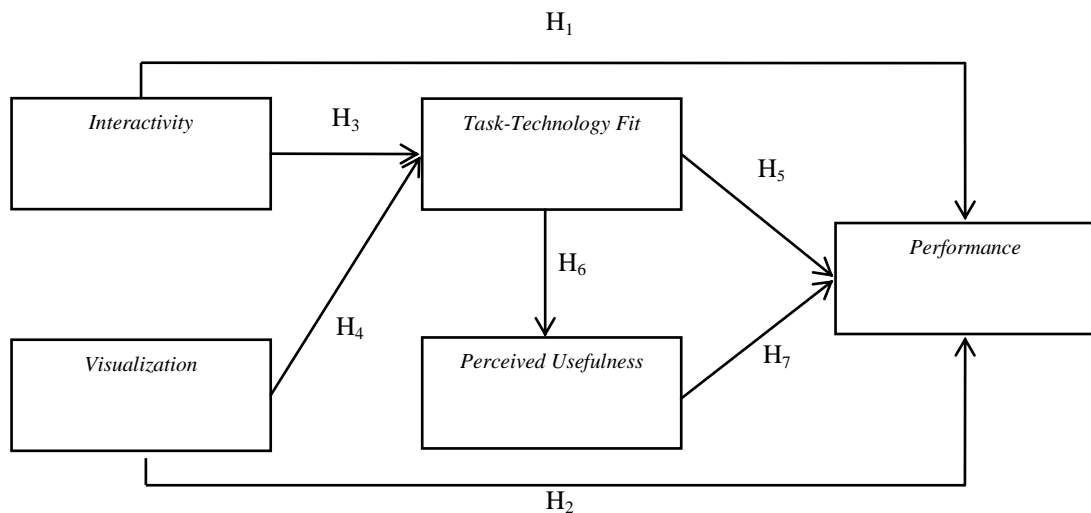 H₁
Interactivity
H₃
Task-Technology Fit
H₅
Performance
H₆
H₄
Visualization
Perceived Usefulness
H₇
H₂